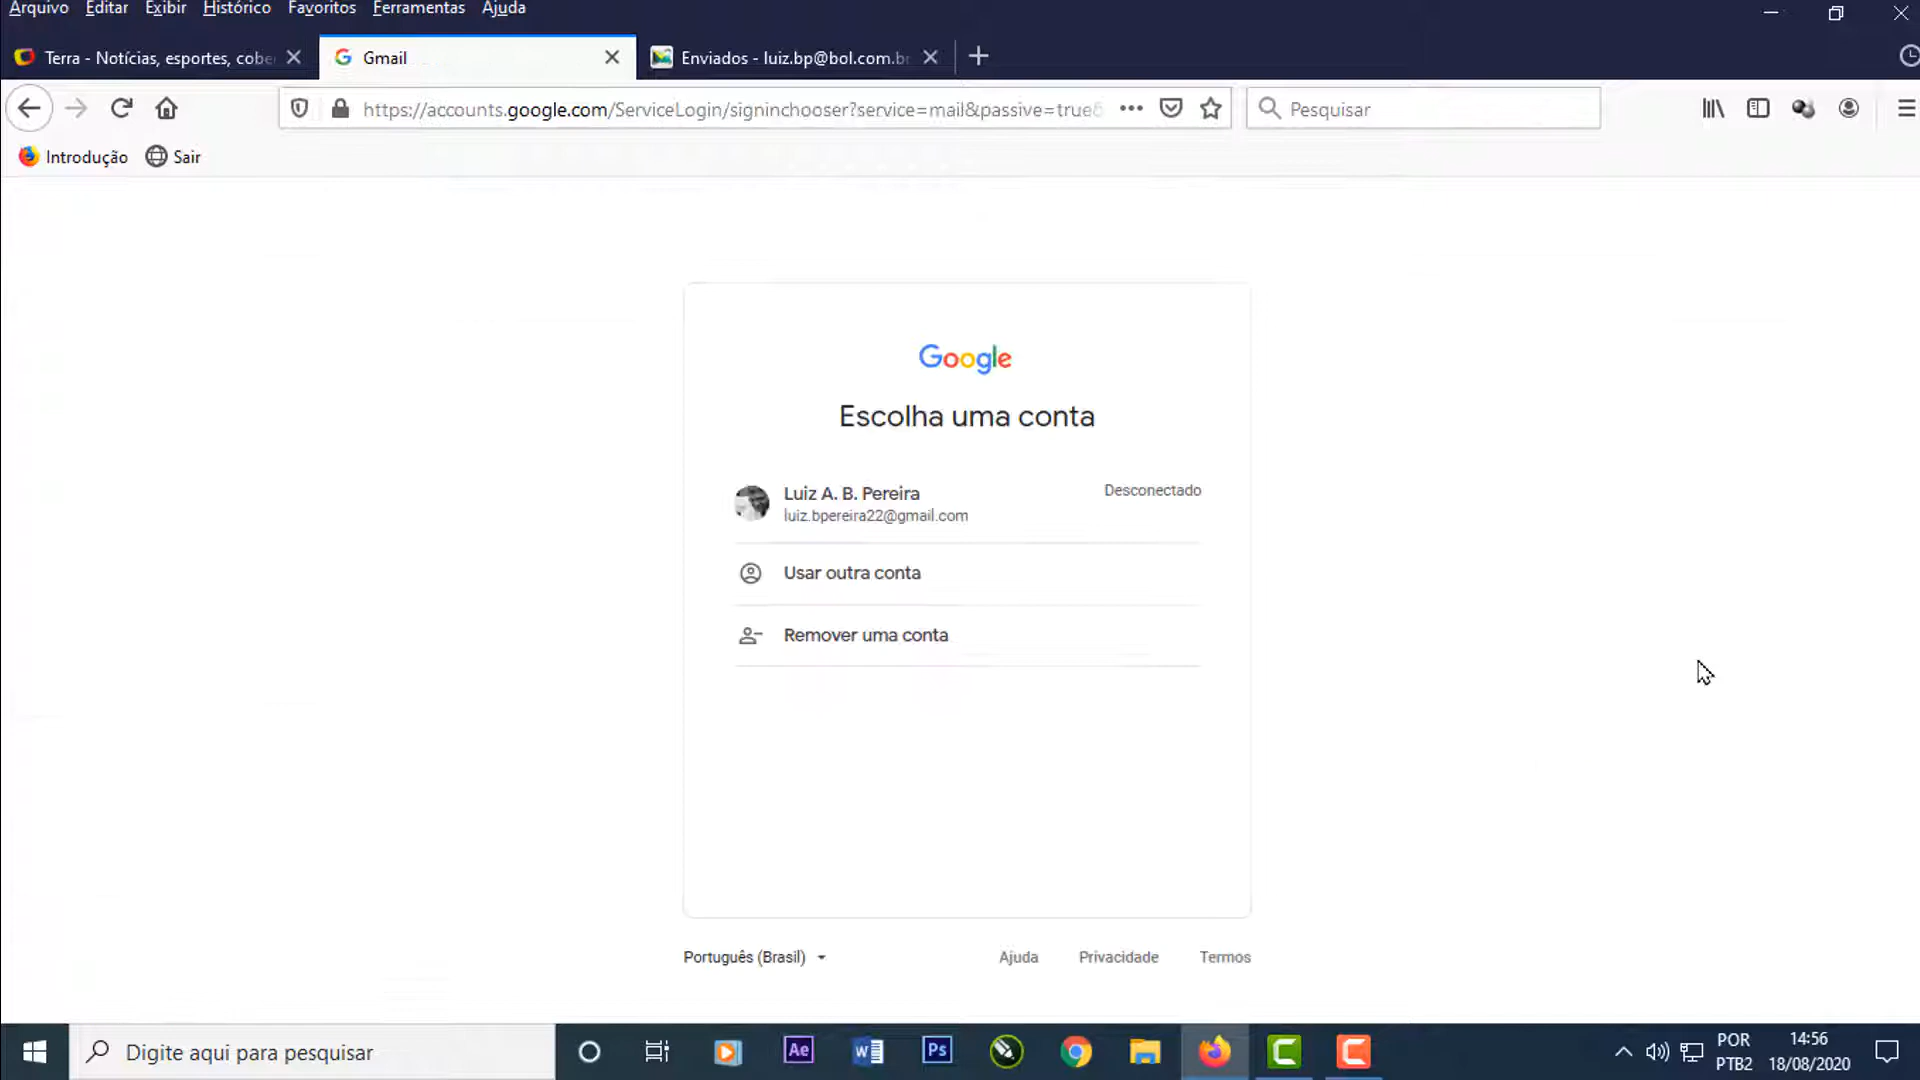 Arquivo Editar Exibir Histórico Favoritos Ferramentas Ajuda
Terra - Notícias, esportes, cobe
Gmail
Enviados - luiz.bp@bol.com.br
https://accounts.google.com/ServiceLogin/signinchooser?service=mail&passive=true&
Pesquisar
Introdução
Sair
Google
Escolha uma conta
Luiz A. B. Pereira
Desconectado
luiz.bpereira22@gmail.com
Usar outra conta
Remover uma conta
Português (Brasil)
Ajuda
Privacidade
Termos
Digite aqui para pesquisar
Ae
Ps
POR
PTB2
14:56
18/08/2020